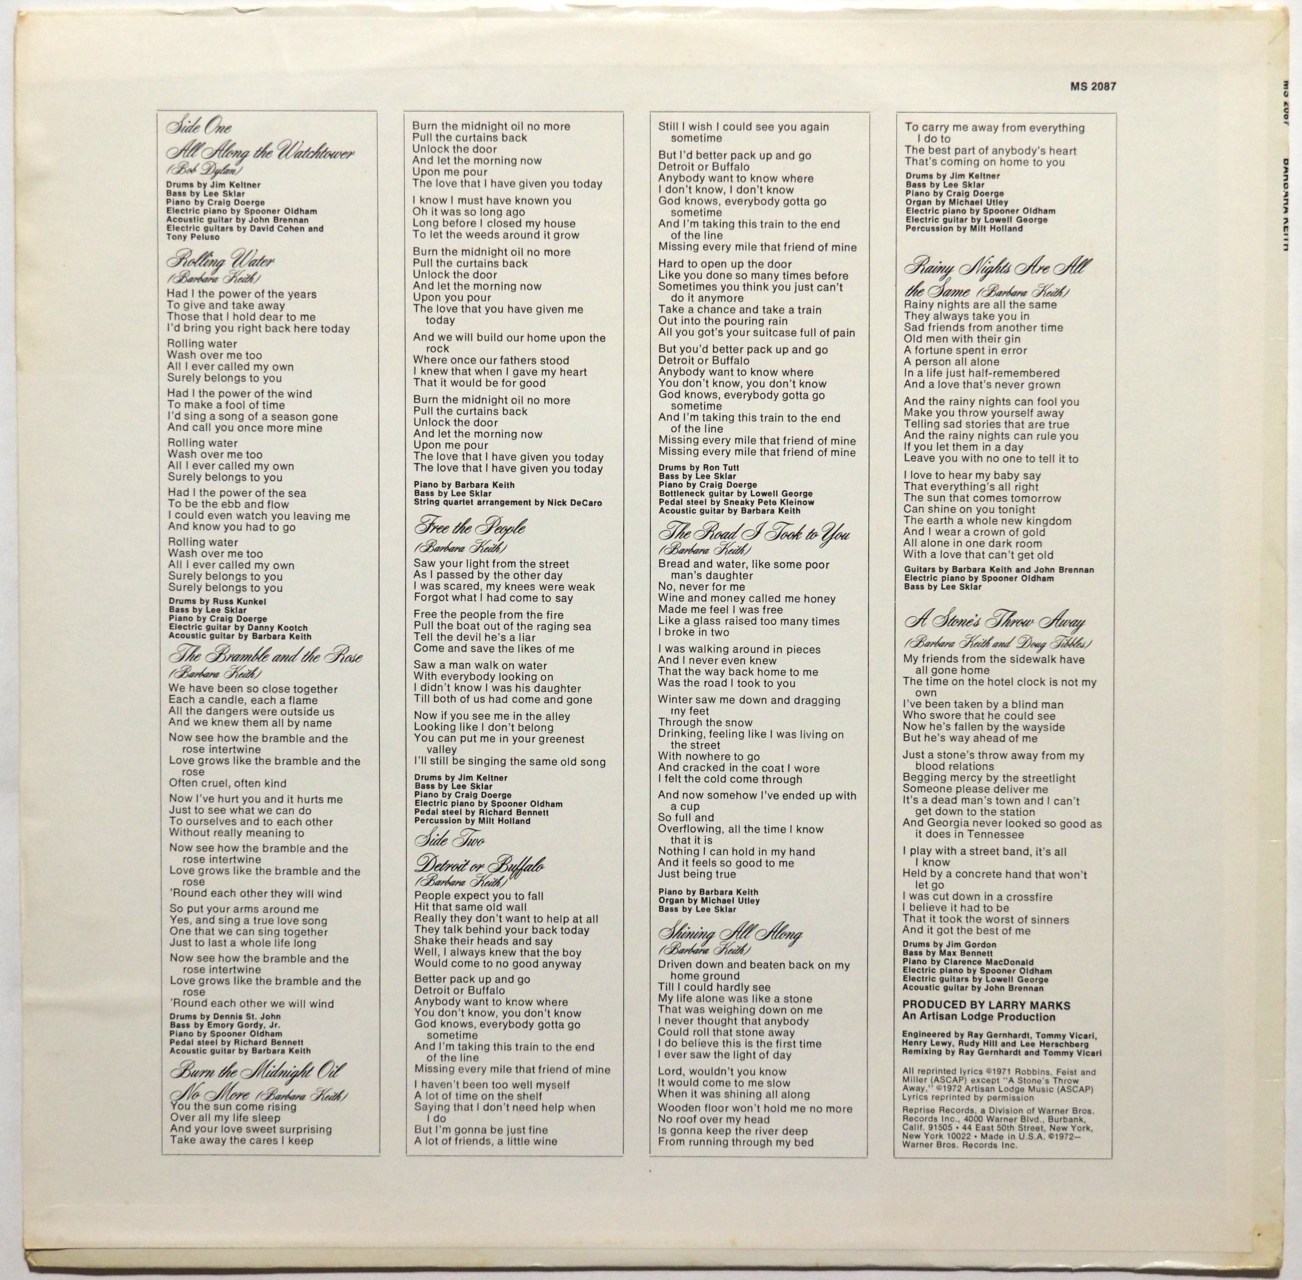 MS 2087
MS 2087 BARBARA KEITH
Side One
All Along the Watchtower
(Bob Dylan)
Drums by Jim Keltner
Bass by Lee Sklar
Piano by Craig Doerge
Electric piano by Spooner Oldham
Acoustic guitar by John Brennan
Electric guitars by David Cohen and
Tony Peluso
Rolling Water
(Barbara Keith)
Had I the power of the years
To give and take away
Those that I hold dear to me
I'd bring you right back here today
Rolling water
Wash over me too
All I ever called my own
Surely belongs to you
Had I the power of the wind
To make a fool of time
I'd sing a song of a season gone
And call you once more mine
Rolling water
Wash over me too
All I ever called my own
Surely belongs to you
Had I the power of the sea
To be the ebb and flow
I could even watch you leaving me
And know you had to go
Rolling water
Wash over me too
All I ever called my own
Surely belongs to you
Surely belongs to you
Drums by Russ Kunkel
Bass by Lee Sklar
Piano by Craig Doerge
Electric guitar by Danny Kootch
Acoustic guitar by Barbara Keith
The Bramble and the Rose
(Barbara Keith)
We have been so close together
Each a candle, each a flame
All the dangers were outside us
And we knew them all by name
Now see how the bramble and the
rose intertwine
Love grows like the bramble and the
rose
Often cruel, often kind
Now I've hurt you and it hurts me
Just to see what we can do
To ourselves and to each other
Without really meaning to
Now see how the bramble and the
rose intertwine
Love grows like the bramble and the
rose
'Round each other they will wind
So put your arms around me
Yes, and sing a true love song
One that we can sing together
Just to last a whole life long
Now see how the bramble and the
rose intertwine
Love grows like the bramble and the
rose
'Round each other we will wind
Drums by Dennis St. John
Bass by Emory Gordy, Jr.
Piano by Spooner Oldham
Pedal steel by Richard Bennett
Acoustic guitar by Barbara Keith
Burn the Midnight Oil
No More (Barbara Keith)
You the sun come rising
Over all my life sleep
And your love sweet surprising
Take away the cares I keep
Burn the midnight oil no more
Pull the curtains back
Unlock the door
And let the morning now
Upon me pour
The love that I have given you today
I know I must have known you
Oh it was so long ago
Long before I closed my house
To let the weeds around it grow
Burn the midnight oil no more
Pull the curtains back
Unlock the door
And let the morning now
Upon you pour
The love that you have given me
today
And we will build our home upon the
rock
Where once our fathers stood
I knew that when I gave my heart
That it would be for good
Burn the midnight oil no more
Pull the curtains back
Unlock the door
And let the morning now
Upon me pour
The love that I have given you today
The love that I have given you today
Piano by Barbara Keith
Bass by Lee Sklar
String quartet arrangement by Nick DeCaro
Free the People
(Barbara Keith)
Saw your light from the street
As I passed by the other day
I was scared, my knees were weak
Forgot what I had come to say
Free the people from the fire
Pull the boat out of the raging sea
Tell the devil he's a liar
Come and save the likes of me
Saw a man walk on water
With everybody looking on
I didn't know I was his daughter
Till both of us had come and gone
Now if you see me in the alley
Looking like I don't belong
You can put me in your greenest
valley
I'll still be singing the same old song
Drums by Jim Keltner
Bass by Lee Sklar
Piano by Craig Doerge
Electric piano by Spooner Oldham
Pedal steel by Richard Bennett
Percussion by Milt Holland
Side Two
Detroit or Buffalo
(Barbara Keith)
People expect you to fall
Hit that same old wall
Really they don't want to help at all
They talk behind your back today
Shake their heads and say
Well, I always knew that the boy
Would come to no good anyway
Better pack up and go
Detroit or Buffalo
Anybody want to know where
You don't know, you don't know
God knows, everybody gotta go
sometime
And I'm taking this train to the end
of the line
Missing every mile that friend of mine
I haven't been too well myself
A lot of time on the shelf
Saying that I don't need help when
I do
But I'm gonna be just fine
A lot of friends, a little wine
Still I wish I could see you again
sometime
But I'd better pack up and go
Detroit or Buffalo
Anybody want to know where
I don't know, I don't know
God knows, everybody gotta go
sometime
And I'm taking this train to the end
of the line
Missing every mile that friend of mine
Hard to open up the door
Like you done so many times before
Sometimes you think you just can't
do it anymore
Take a chance and take a train
Out into the pouring rain
All you got's your suitcase full of pain
But you'd better pack up and go
Detroit or Buffalo
Anybody want to know where
You don't know, you don't know
God knows, everybody gotta go
sometime
And I'm taking this train to the end
of the line
Missing every mile that friend of mine
Missing every mile that friend of mine
Drums by Ron Tutt
Bass by Lee Sklar
Piano by Craig Doerge
Bottleneck guitar by Lowell George
Pedal steel by Sneaky Pete Kleinow
Acoustic guitar by Barbara Keith
The Road I Took to You
(Barbara Keith)
Bread and water, like some poor
man's daughter
No, never for me
Wine and money called me honey
Made me feel I was free
Like a glass raised too many times
I broke in two
I was walking around in pieces
And I never even knew
That the way back home to me
Was the road I took to you
Winter saw me down and dragging
my feet
Through the snow
Drinking, feeling like I was living on
the street
With nowhere to go
And cracked in the coat I wore
I felt the cold come through
And now somehow I've ended up with
a cup
So full and
Overflowing, all the time I know
that it is
Nothing I can hold in my hand
And it feels so good to me
Just being true
Piano by Barbara Keith
Organ by Michael Utley
Bass by Lee Sklar
Shining All Along
(Barbara Keith)
Driven down and beaten back on my
home ground
Till I could hardly see
My life alone was like a stone
That was weighing down on me
I never thought that anybody
Could roll that stone away
I do believe this is the first time
I ever saw the light of day
Lord, wouldn't you know
It would come to me slow
When it was shining all along
Wooden floor won't hold me no more
No roof over my head
Is gonna keep the river deep
From running through my bed
To carry me away from everything
I do to
The best part of anybody's heart
That's coming on home to you
Drums by Jim Keltner
Bass by Lee Sklar
Piano by Craig Doerge
Organ by Michael Utley
Electric piano by Spooner Oldham
Electric guitar by Lowell George
Percussion by Milt Holland
Rainy Nights Are All
the Same (Barbara Keith)
Rainy nights are all the same
They always take you in
Sad friends from another time
Old men with their gin
A fortune spent in error
A person all alone
In a life just half-remembered
And a love that's never grown
And the rainy nights can fool you
Make you throw yourself away
Telling sad stories that are true
And the rainy nights can rule you
If you let them in a day
Leave you with no one to tell it to
I love to hear my baby say
That everything's all right
The sun that comes tomorrow
Can shine on you tonight
The earth a whole new kingdom
And I wear a crown of gold
All alone in one dark room
With a love that can't get old
Guitars by Barbara Keith and John Brennan
Electric piano by Spooner Oldham
Bass by Lee Sklar
A Stone's Throw Away
(Barbara Keith and Doug Tibbles)
My friends from the sidewalk have
all gone home
The time on the hotel clock is not my
own
I've been taken by a blind man
Who swore that he could see
Now he's fallen by the wayside
But he's way ahead of me
Just a stone's throw away from my
blood relations
Begging mercy by the streetlight
Someone please deliver me
It's a dead man's town and I can't
get down to the station
And Georgia never looked so good as
it does in Tennessee
I play with a street band, it's all
I know
Held by a concrete hand that won't
let go
I was cut down in a crossfire
I believe it had to be
That it took the worst of sinners
And it got the best of me
Drums by Jim Gordon
Bass by Max Bennett
Piano by Clarence MacDonald
Electric piano by Spooner Oldham
Electric guitars by Lowell George
Acoustic guitar by John Brennan
PRODUCED BY LARRY MARKS
An Artisan Lodge Production
Engineered by Ray Gernhardt, Tommy Vicari,
Henry Lewy, Rudy Hill and Lee Herschberg
Remixing by Ray Gernhardt and Tommy Vicari
All reprinted lyrics ©1971 Robbins, Feist and
Miller (ASCAP) except "A Stone's Throw
Away," ©1972 Artisan Lodge Music (ASCAP)
Lyrics reprinted by permission
Reprise Records, a Division of Warner Bros.
Records Inc., 4000 Warner Blvd., Burbank,
Calif. 91505 • 44 East 50th Street, New York,
New York 10022 • Made in U.S.A. ©1972—
Warner Bros. Records Inc.